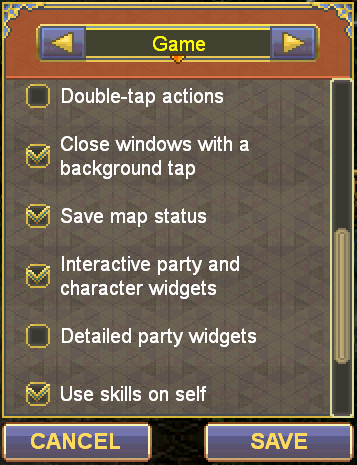 Game
Double-tap actions
Close windows with a
background tap
Save map status
Interactive party and
character widgets
Detailed party widgets
Use skills on self
CANCEL
SAVE